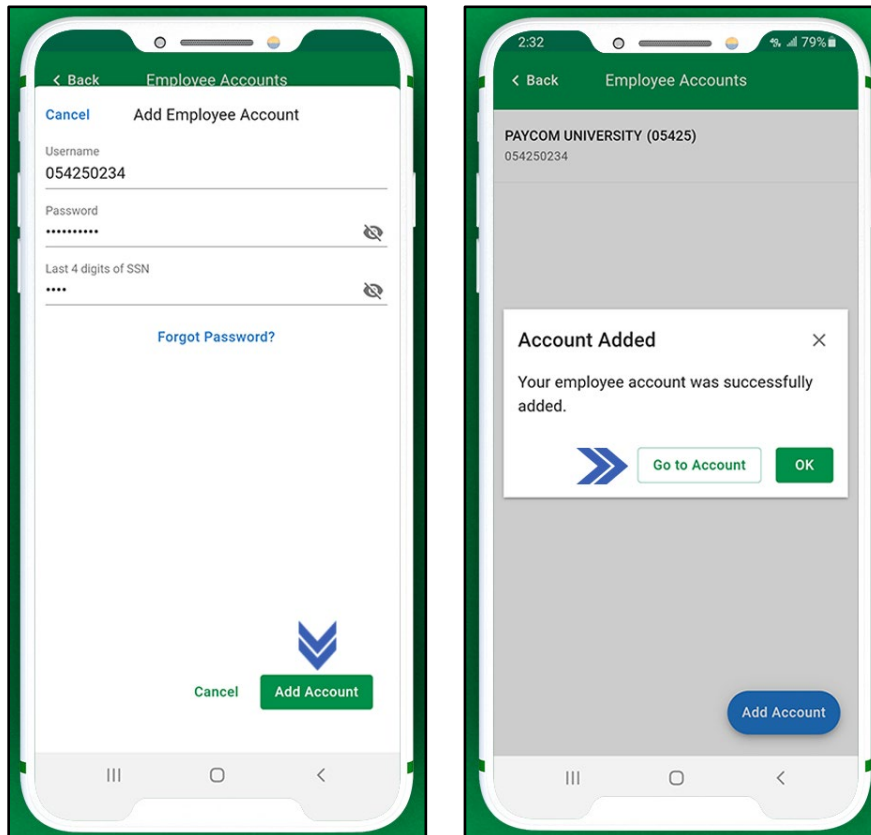 < Back Employee Accounts
Cancel Add Employee Account
Username
054250234
Password
••••••••••
Last 4 digits of SSN
••••
Forgot Password?
Cancel Add Account
2:32 79%
< Back Employee Accounts
PAYCOM UNIVERSITY (05425)
054250234
Account Added
Your employee account was successfully
added.
Go to Account OK
Add Account